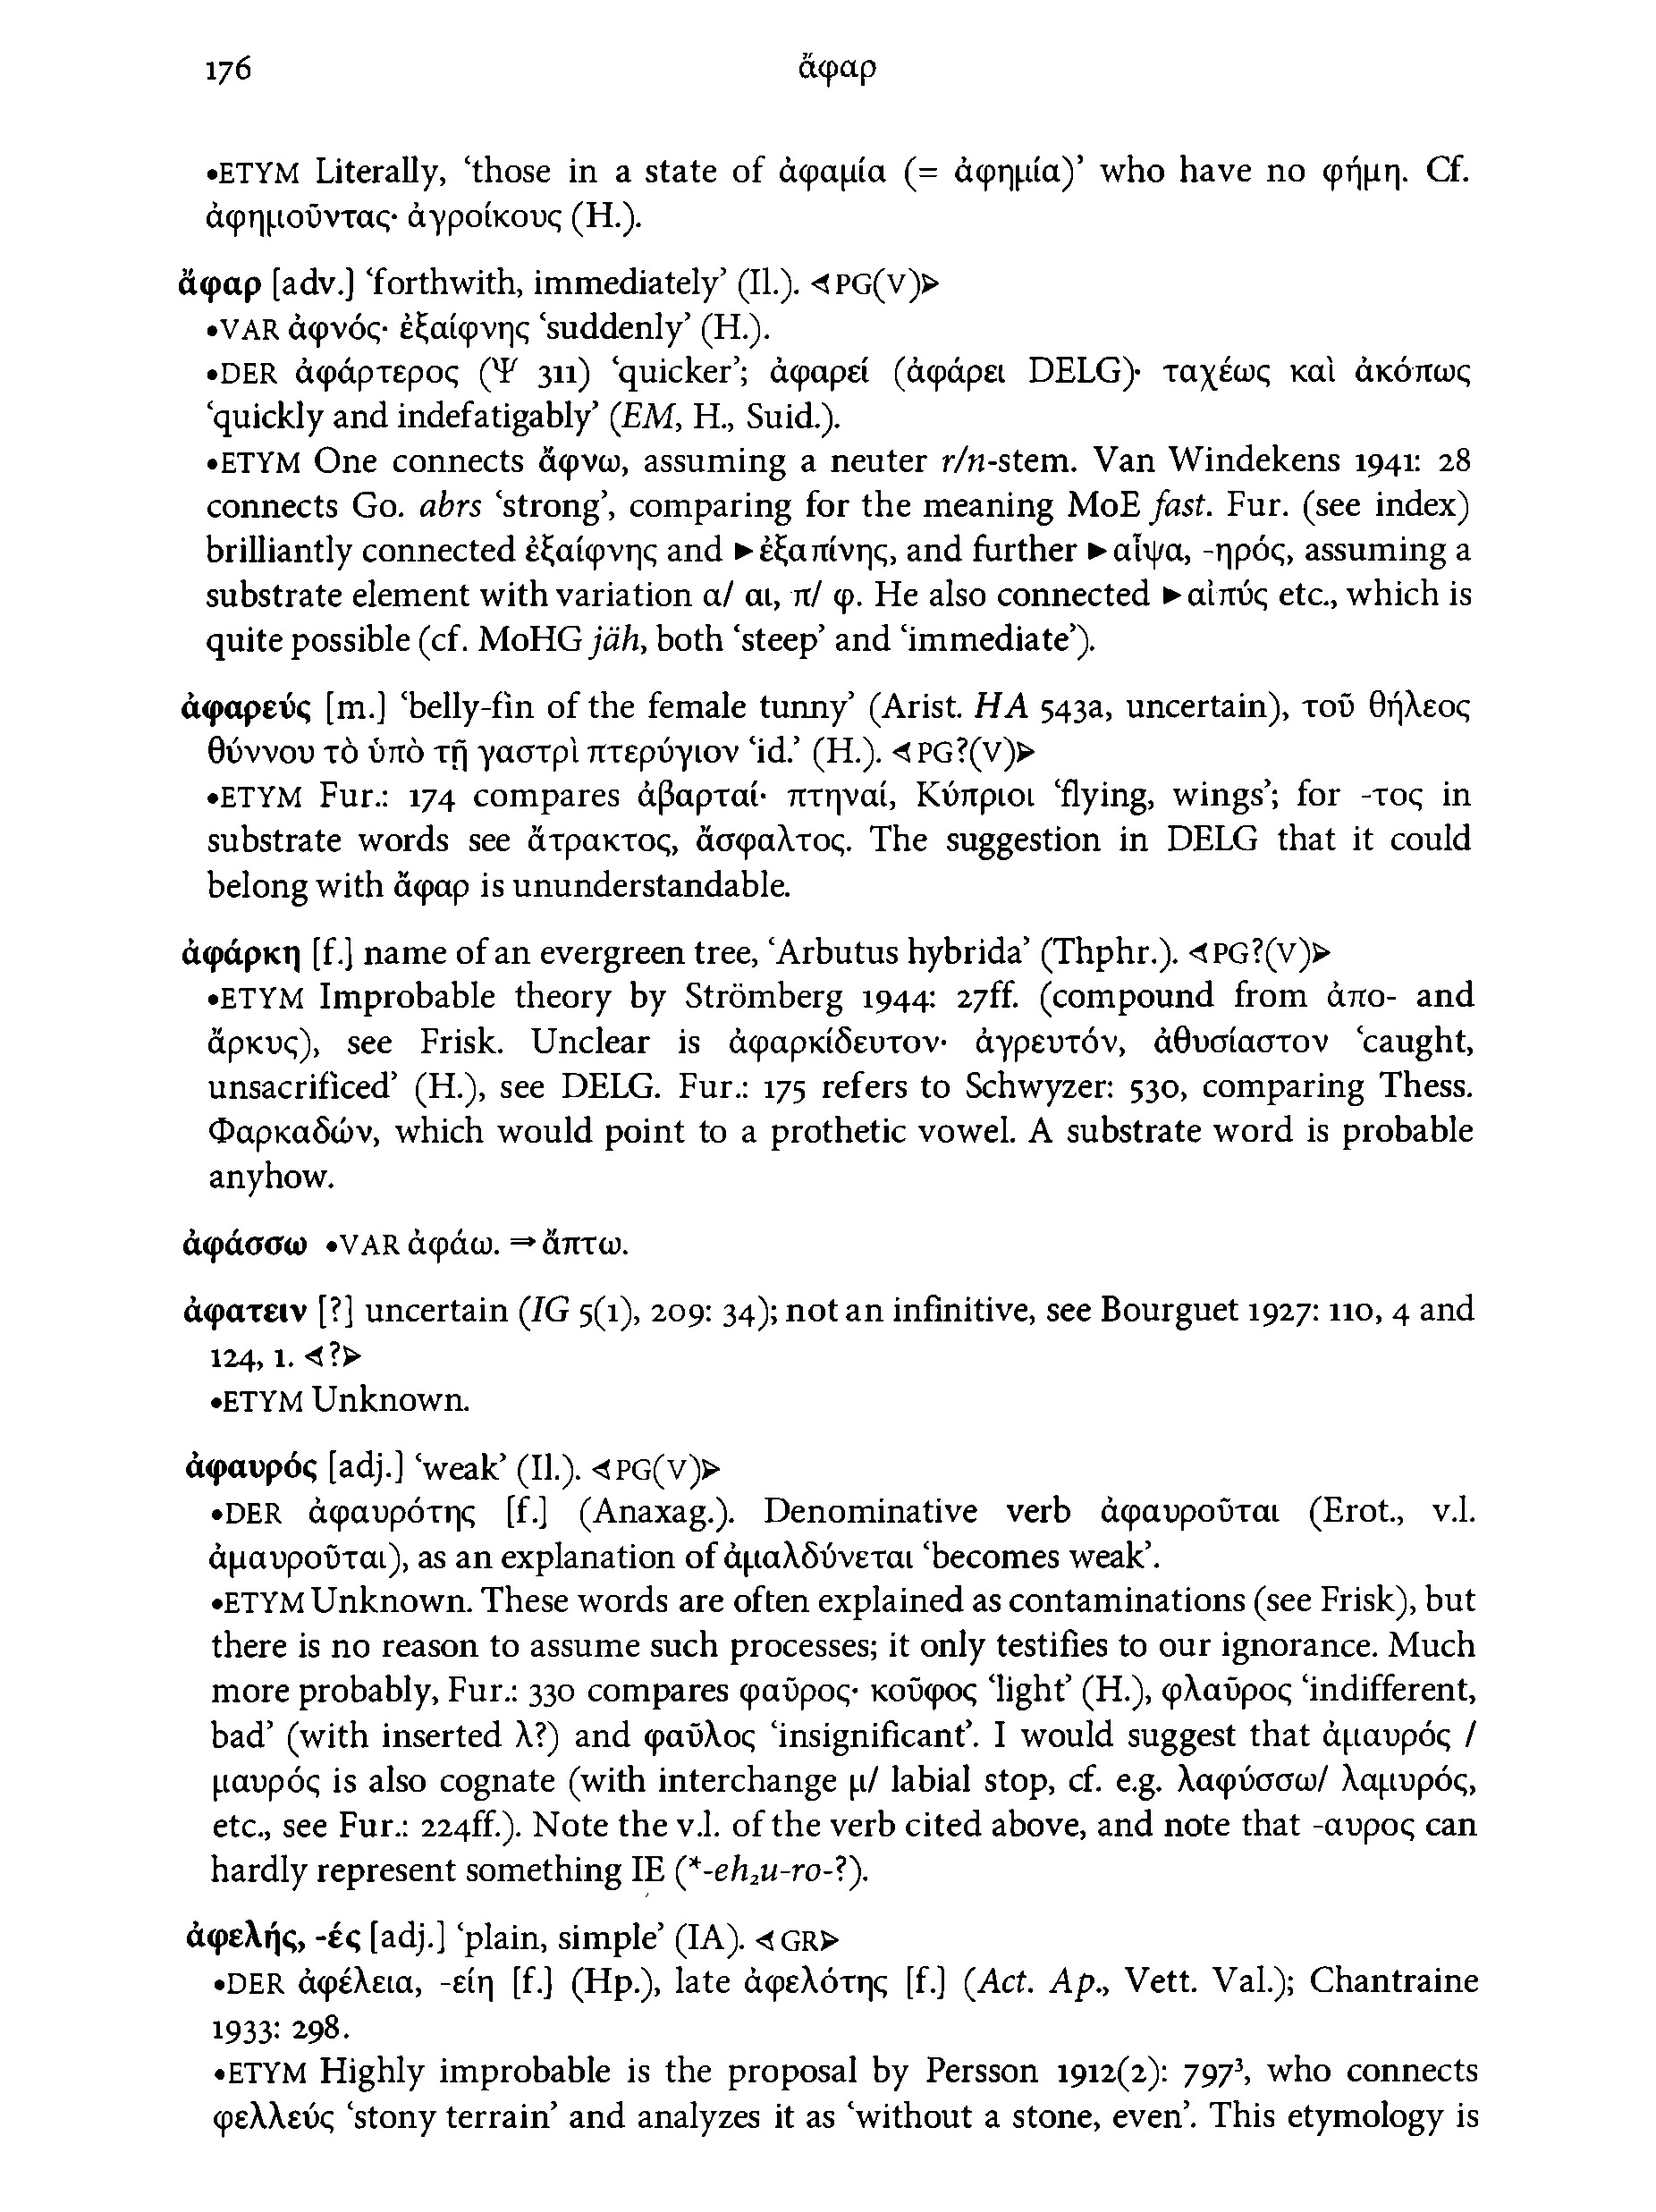 176 ἄφαρ
•ETYM Literally, ‘those in a state of ἀφαμία (= ἀφημία)’ who have no φήμη. Cf.
ἀφημιοῦντας· ἀγροίκους (H.).
ἄφαρ [adv.] ‘forthwith, immediately’ (Il.). ⊲PG(V)⊳
•VAR ἀφνός· ἐξαίφνης ‘suddenly’ (H.).
•DER ἀφάρτερος (Ψ 311) ‘quicker’; ἀφαρεί (ἀφάρει DELG)· ταχέως καὶ ἀκόπως
‘quickly and indefatigably’ (EM, H., Suid.).
•ETYM One connects ἄφνω, assuming a neuter r/n-stem. Van Windekens 1941: 28
connects Go. abrs ‘strong’, comparing for the meaning MoE fast. Fur. (see index)
brilliantly connected ἐξαίφνης and ►ἐξαπίνης, and further ►αἶψα, -ηρός, assuming a
substrate element with variation α/ αι, π/ φ. He also connected ►αἰπύς etc., which is
quite possible (cf. MoHG jäh, both ‘steep’ and ‘immediate’).
ἀφαρεύς [m.] ‘belly-fin of the female tunny’ (Arist. HA 543a, uncertain), τοῦ θήλεος
θύννου τὸ ὑπὸ τῇ γαστρὶ πτερύγιον ‘id.’ (H.). ⊲PG?(V)⊳
•ETYM Fur.: 174 compares ἀβαρταί· πτηναί, Κύπριοι ‘flying, wings’; for -τος in
substrate words see ἄτρακτος, ἄσφαλτος. The suggestion in DELG that it could
belong with ἄφαρ is ununderstandable.
ἀφάρκη [f.] name of an evergreen tree, ‘Arbutus hybrida’ (Thphr.). ⊲PG?(V)⊳
•ETYM Improbable theory by Strömberg 1944: 27ff. (compound from ἀπο- and
ἄρκυς), see Frisk. Unclear is ἀφαρκίδευτον· ἀγρευτόν, ἀθυσίαστον ‘caught,
unsacrificed’ (H.), see DELG. Fur.: 175 refers to Schwyzer: 530, comparing Thess.
Φαρκαδών, which would point to a prothetic vowel. A substrate word is probable
anyhow.
ἀφάσσω •VAR ἀφάω. ⇒ἅπτω.
ἀφατειν [?] uncertain (IG 5(1), 209: 34); not an infinitive, see Bourguet 1927: 110, 4 and
124, 1. ⊲?⊳
•ETYM Unknown.
ἀφαυρός [adj.] ‘weak’ (Il.). ⊲PG(V)⊳
•DER ἀφαυρότης [f.] (Anaxag.). Denominative verb ἀφαυροῦται (Erot., v.l.
ἀμαυροῦται), as an explanation of ἀμαλδύνεται ‘becomes weak’.
•ETYM Unknown. These words are often explained as contaminations (see Frisk), but
there is no reason to assume such processes; it only testifies to our ignorance. Much
more probably, Fur.: 330 compares φαῦρος· κοῦφος ‘light’ (H.), φλαῦρος ‘indifferent,
bad’ (with inserted λ?) and φαῦλος ‘insignificant’. I would suggest that ἀμαυρός /
μαυρός is also cognate (with interchange μ/ labial stop, cf. e.g. λαφύσσω/ λαμυρός,
etc., see Fur.: 224ff.). Note the v.l. of the verb cited above, and note that -αυρος can
hardly represent something IE (*-eh₂u-ro-?).
ἀφελής, -ές [adj.] ‘plain, simple’ (IA). ⊲GR⊳
•DER ἀφέλεια, -είη [f.] (Hp.), late ἀφελότης [f.] (Act. Ap., Vett. Val.); Chantraine
1933: 298.
•ETYM Highly improbable is the proposal by Persson 1912(2): 797³, who connects
φελλεύς ‘stony terrain’ and analyzes it as ‘without a stone, even’. This etymology is